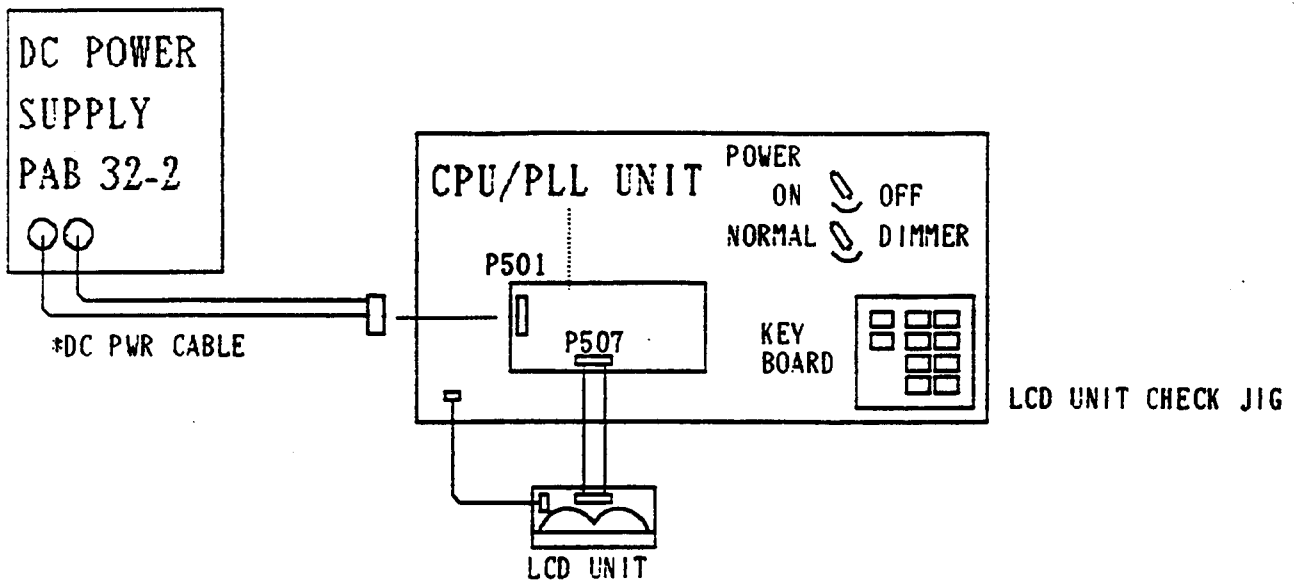 DC POWER
SUPPLY
PAB 32-2
*DC PWR CABLE
CPU/PLL UNIT
POWER
ON OFF
NORMAL DIMMER
P501
P507
KEY
BOARD
LCD UNIT CHECK JIG
LCD UNIT